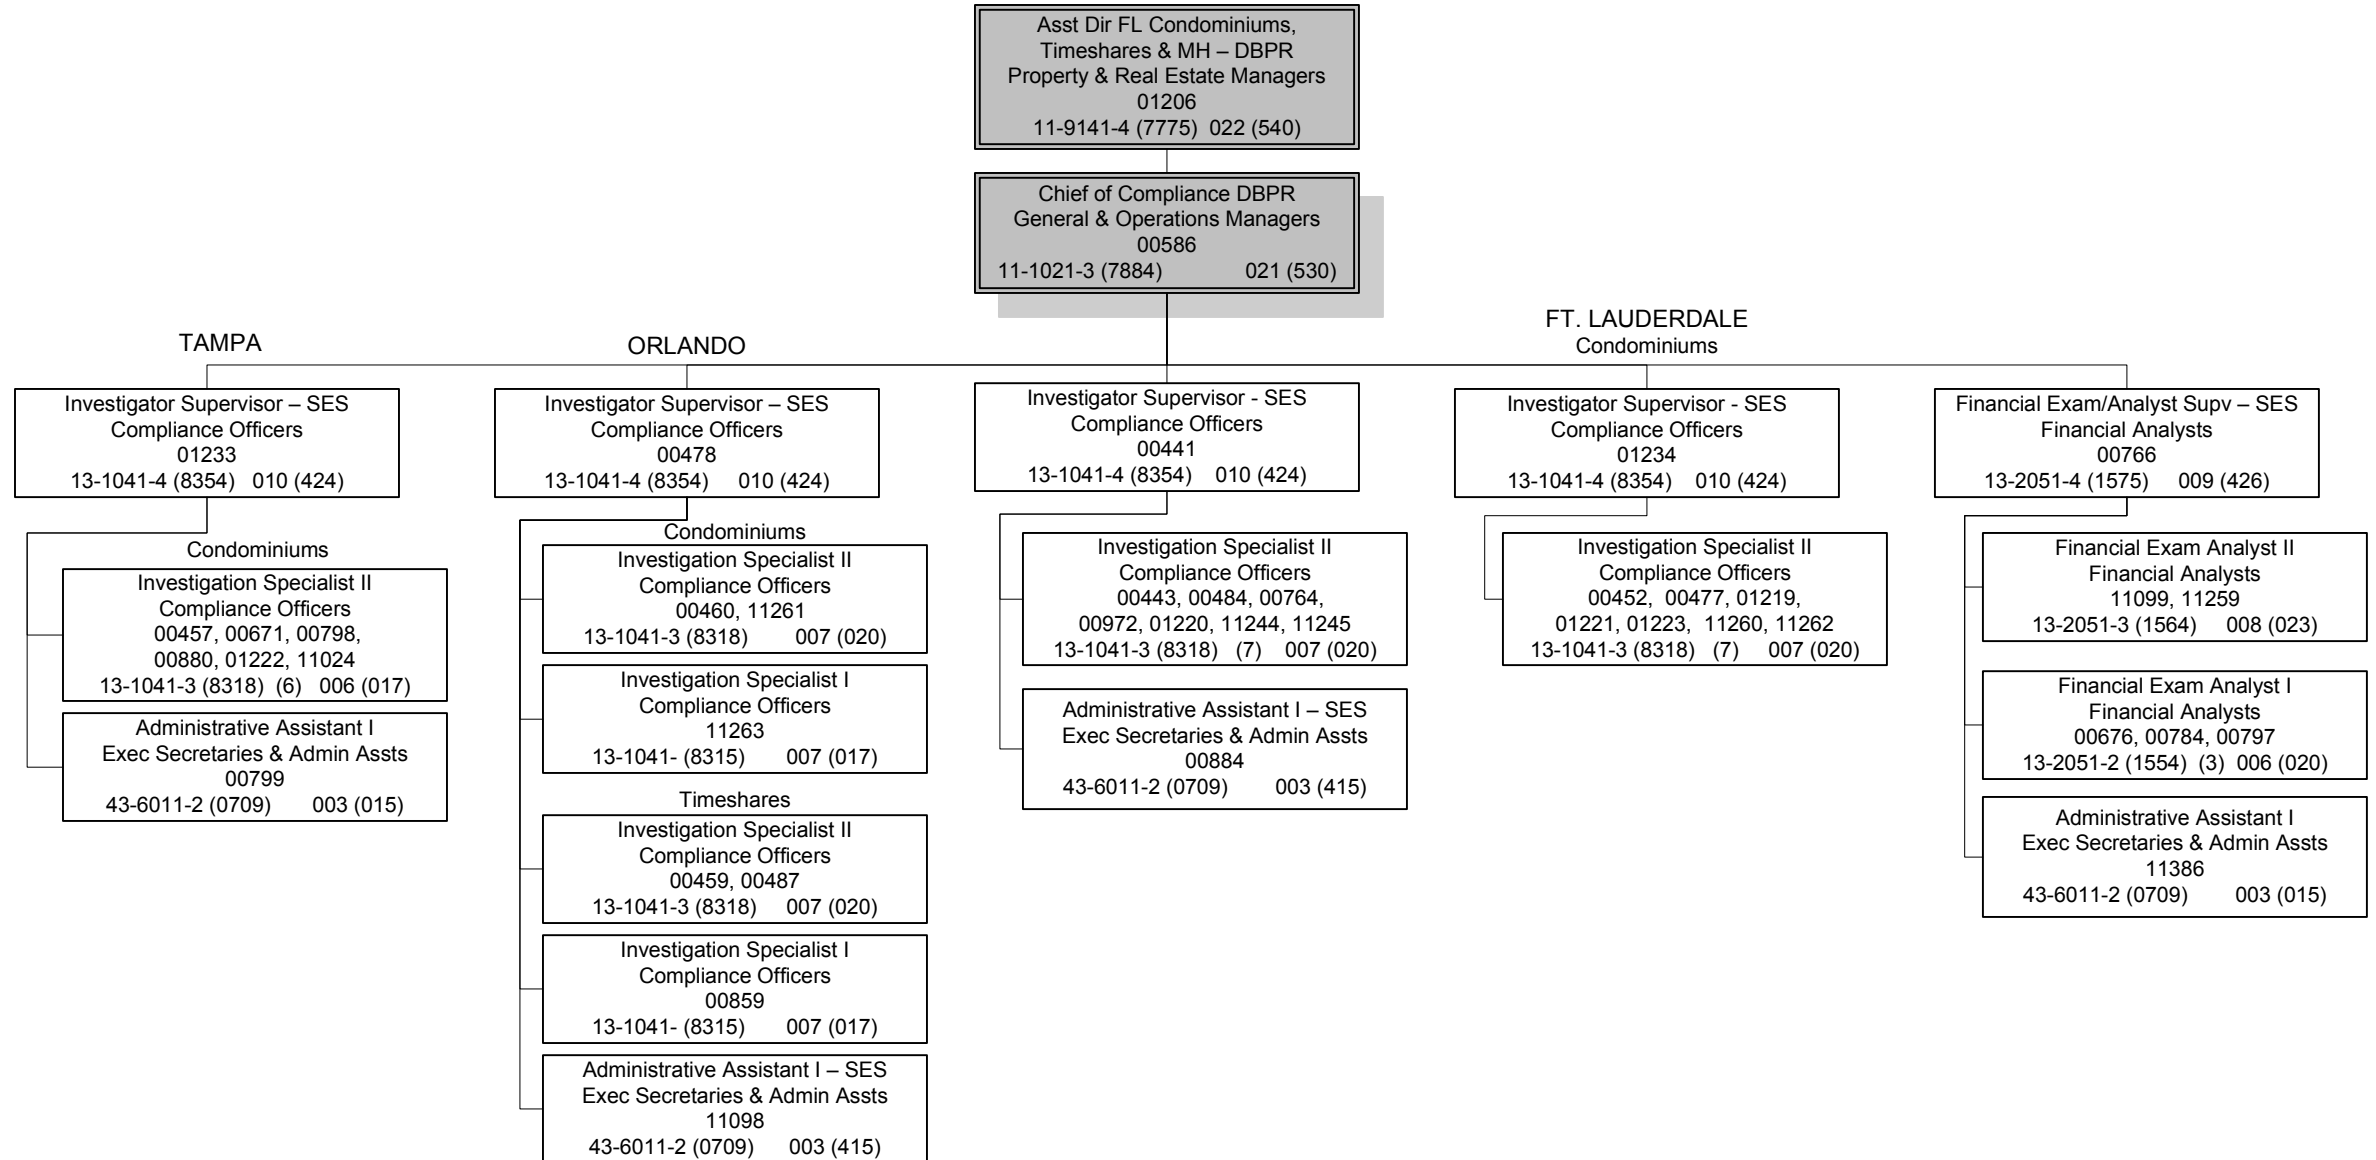 Asst Dir FL Condominiums,
Timeshares & MH – DBPR
Property & Real Estate Managers
01206
11-9141-4 (7775) 022 (540)
Chief of Compliance DBPR
General & Operations Managers
00586
11-1021-3 (7884) 021 (530)
TAMPA
Investigator Supervisor – SES
Compliance Officers
01233
13-1041-4 (8354) 010 (424)
Condominiums
Investigation Specialist II
Compliance Officers
00457, 00671, 00798,
00880, 01222, 11024
13-1041-3 (8318) (6) 006 (017)
Administrative Assistant I
Exec Secretaries & Admin Assts
00799
43-6011-2 (0709) 003 (015)
ORLANDO
Investigator Supervisor – SES
Compliance Officers
00478
13-1041-4 (8354) 010 (424)
Condominiums
Investigation Specialist II
Compliance Officers
00460, 11261
13-1041-3 (8318) 007 (020)
Investigation Specialist I
Compliance Officers
11263
13-1041- (8315) 007 (017)
Timeshares
Investigation Specialist II
Compliance Officers
00459, 00487
13-1041-3 (8318) 007 (020)
Investigation Specialist I
Compliance Officers
00859
13-1041- (8315) 007 (017)
Administrative Assistant I – SES
Exec Secretaries & Admin Assts
11098
43-6011-2 (0709) 003 (415)
Investigator Supervisor - SES
Compliance Officers
00441
13-1041-4 (8354) 010 (424)
Investigation Specialist II
Compliance Officers
00443, 00484, 00764,
00972, 01220, 11244, 11245
13-1041-3 (8318) (7) 007 (020)
Administrative Assistant I – SES
Exec Secretaries & Admin Assts
00884
43-6011-2 (0709) 003 (415)
FT. LAUDERDALE
Condominiums
Investigator Supervisor - SES
Compliance Officers
01234
13-1041-4 (8354) 010 (424)
Investigation Specialist II
Compliance Officers
00452, 00477, 01219,
01221, 01223, 11260, 11262
13-1041-3 (8318) (7) 007 (020)
Financial Exam/Analyst Supv – SES
Financial Analysts
00766
13-2051-4 (1575) 009 (426)
Financial Exam Analyst II
Financial Analysts
11099, 11259
13-2051-3 (1564) 008 (023)
Financial Exam Analyst I
Financial Analysts
00676, 00784, 00797
13-2051-2 (1554) (3) 006 (020)
Administrative Assistant I
Exec Secretaries & Admin Assts
11386
43-6011-2 (0709) 003 (015)